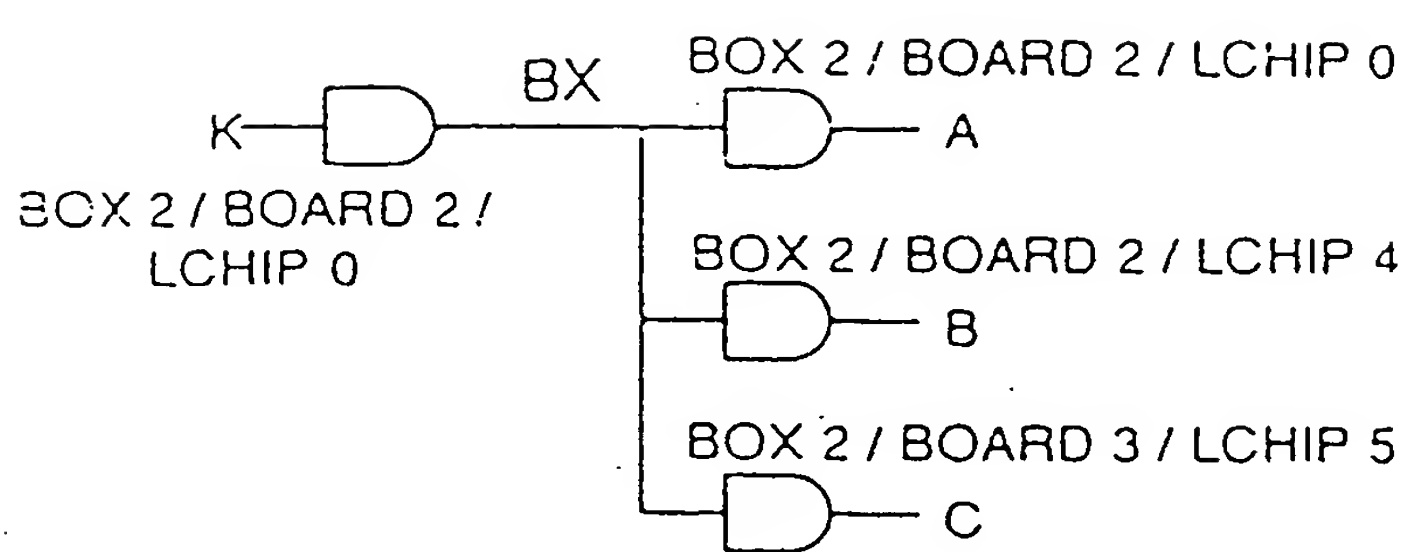 BX
BOX 2 / BOARD 2 / LCHIP 0
K
A
BOX 2 / BOARD 2 /
LCHIP 0
BOX 2 / BOARD 2 / LCHIP 4
B
BOX 2 / BOARD 3 / LCHIP 5
C